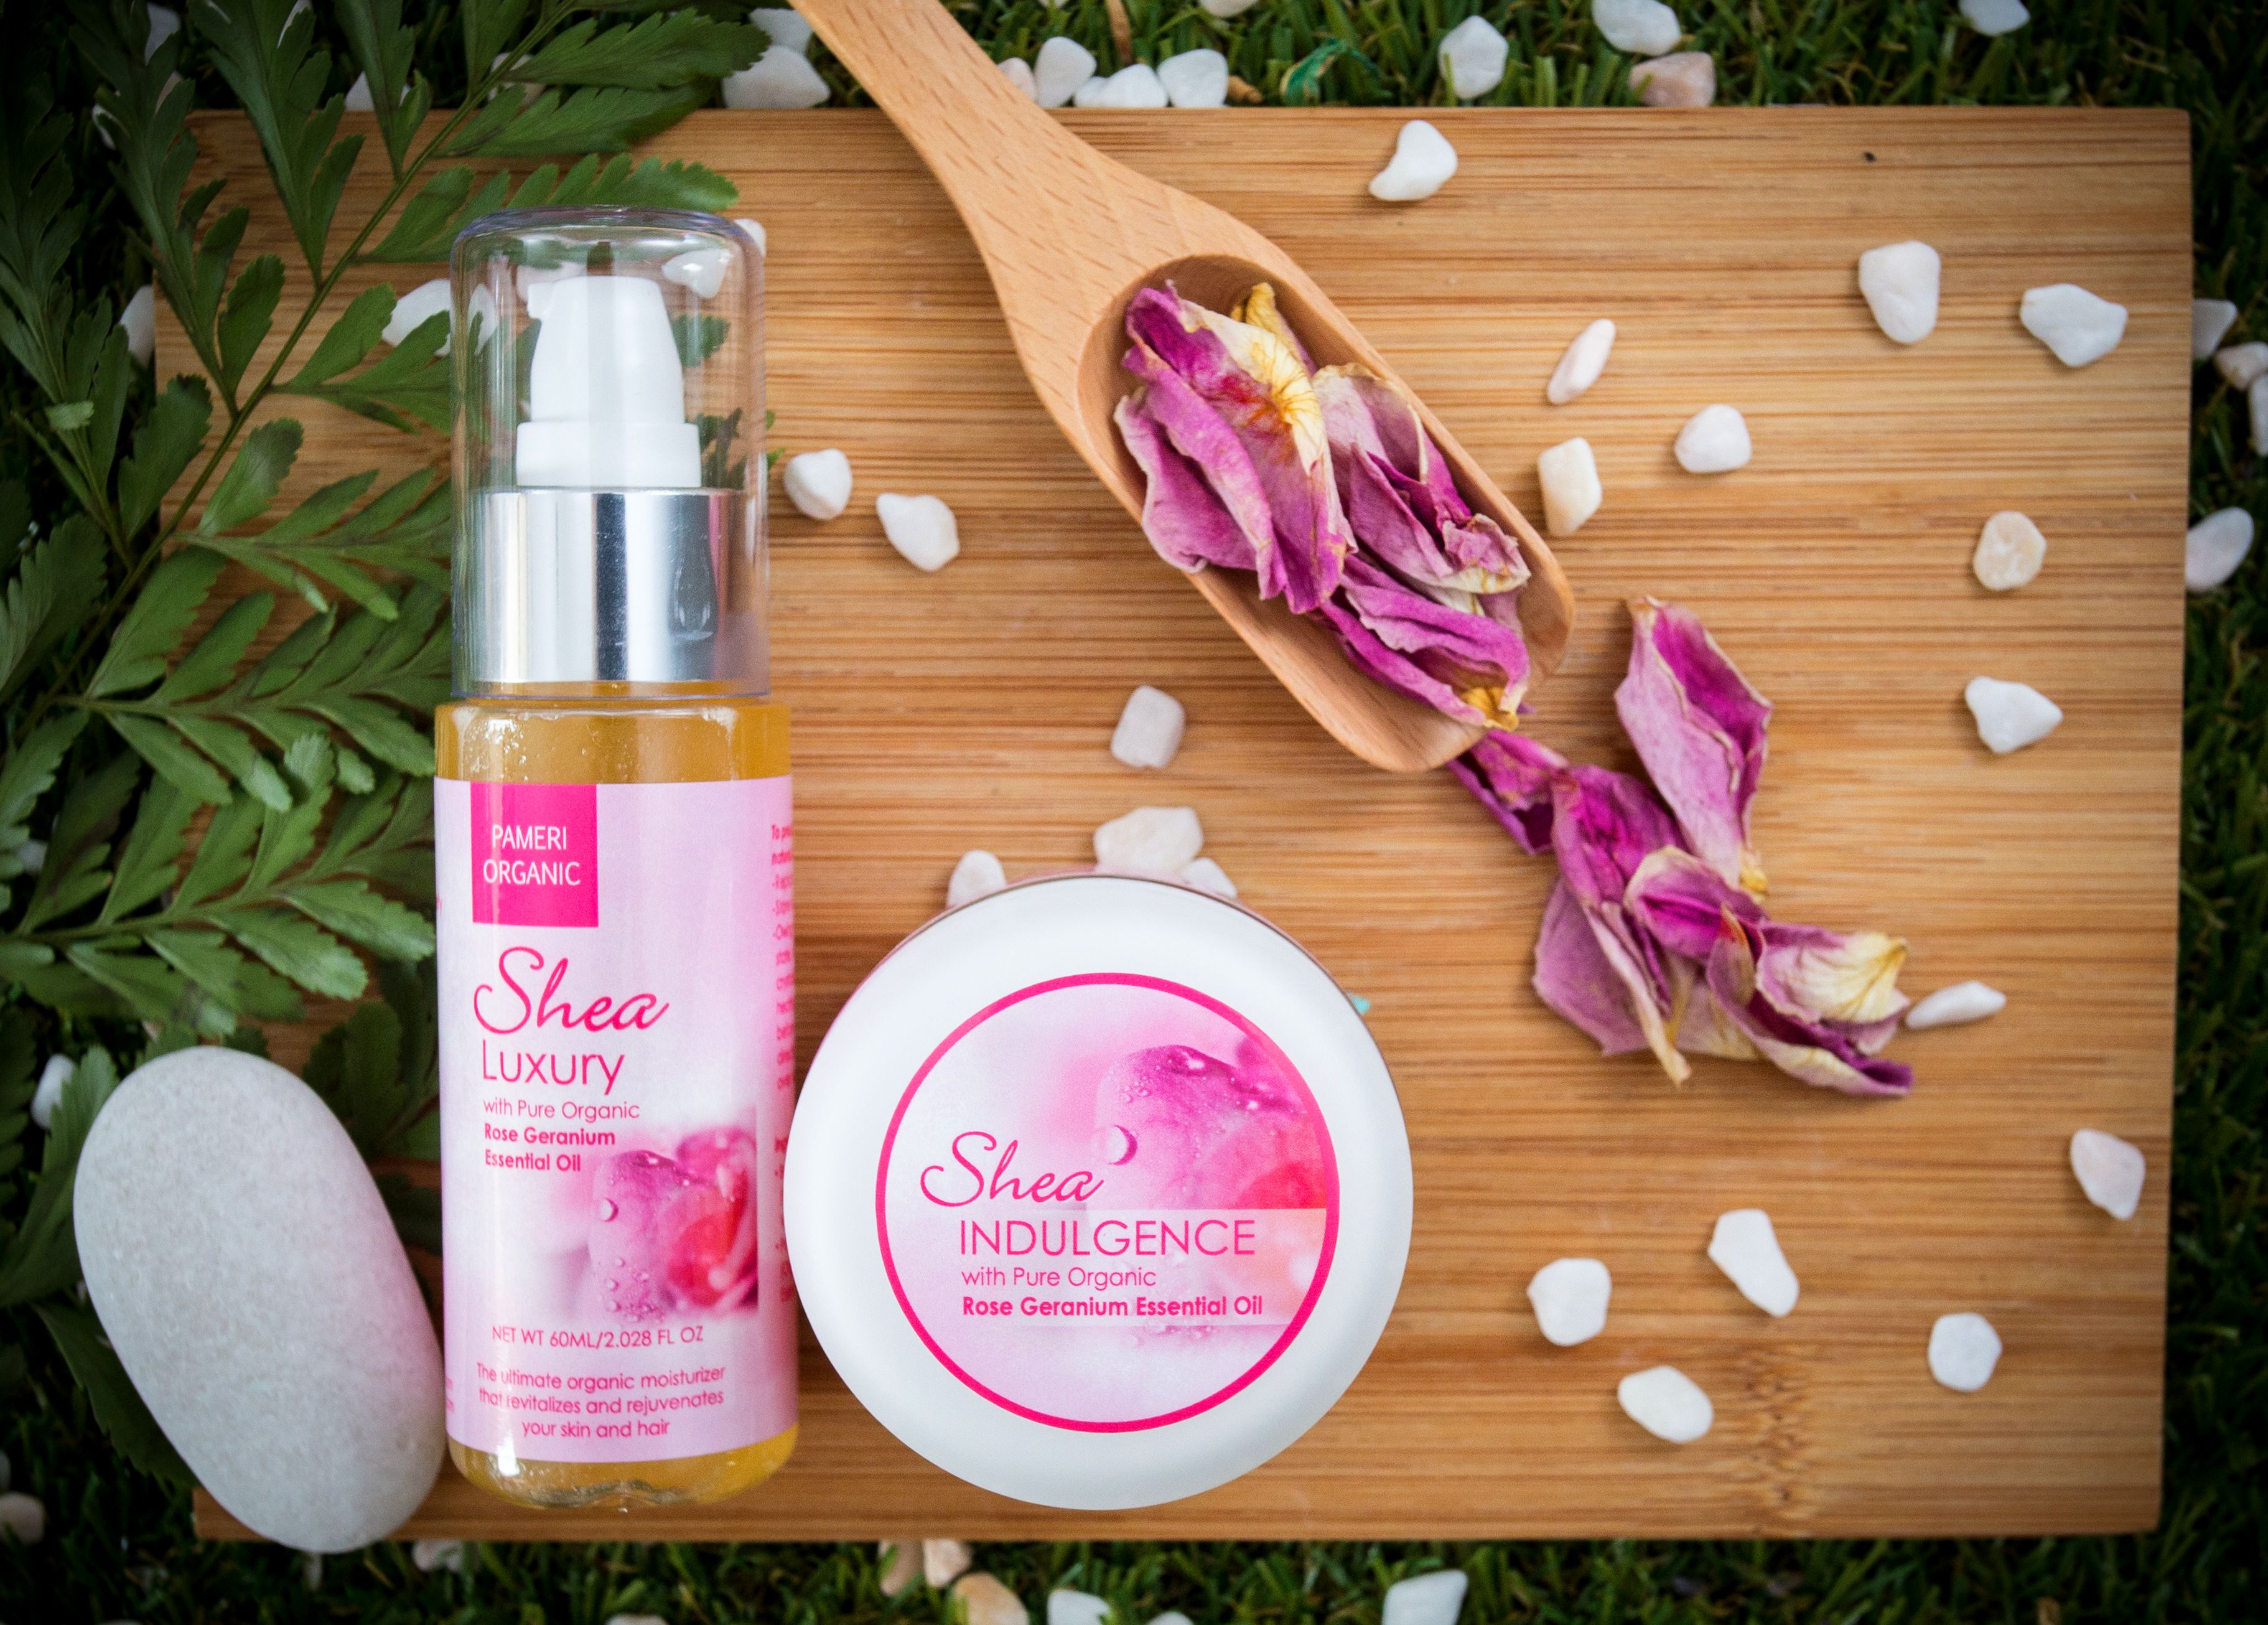 PAMERI
ORGANIC
Shea
Luxury
with Pure Organic
Rose Geranium
Essential Oil
NET WT 60ML/2.028 FL OZ
The ultimate organic moisturizer
that revitalizes and rejuvenates
your skin and hair
Shea
INDULGENCE
with Pure Organic
Rose Geranium Essential Oil